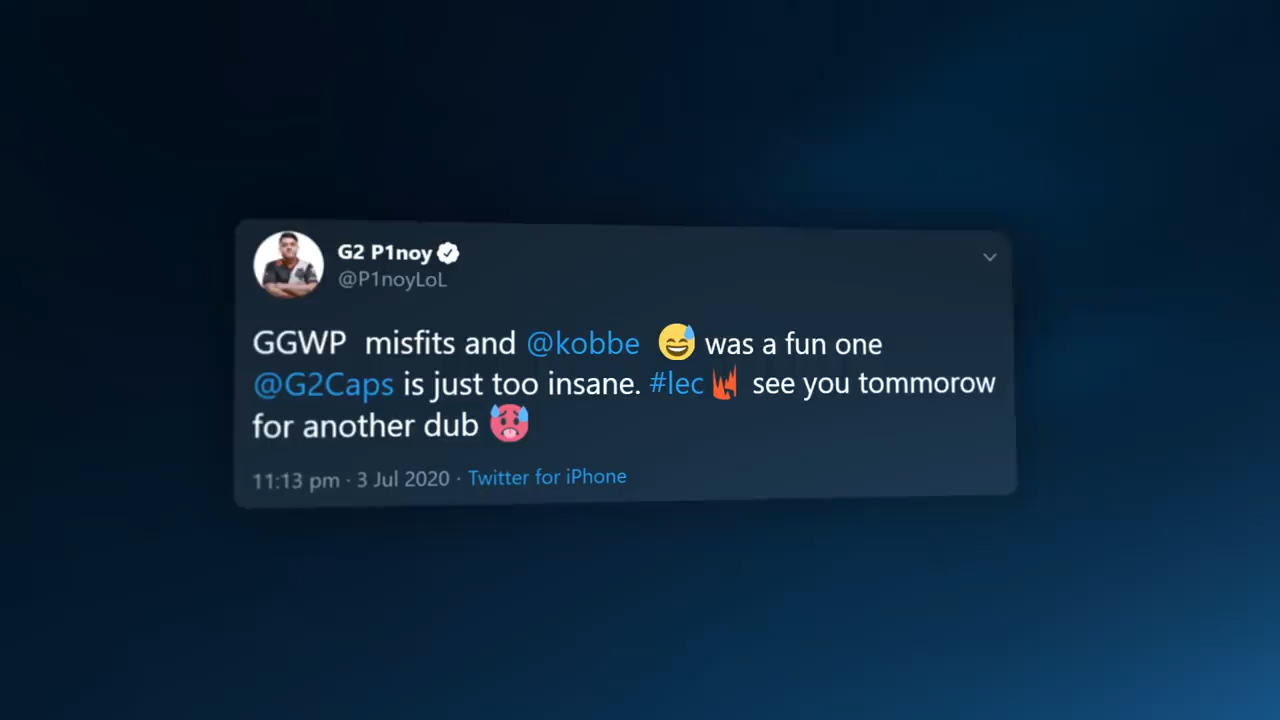 G2 P1noy
@P1noyLoL
GGWP misfits and @kobbe 😅 was a fun one
@G2Caps is just too insane. #lec see you tommorow
for another dub 🥵
11:13 pm · 3 Jul 2020 · Twitter for iPhone